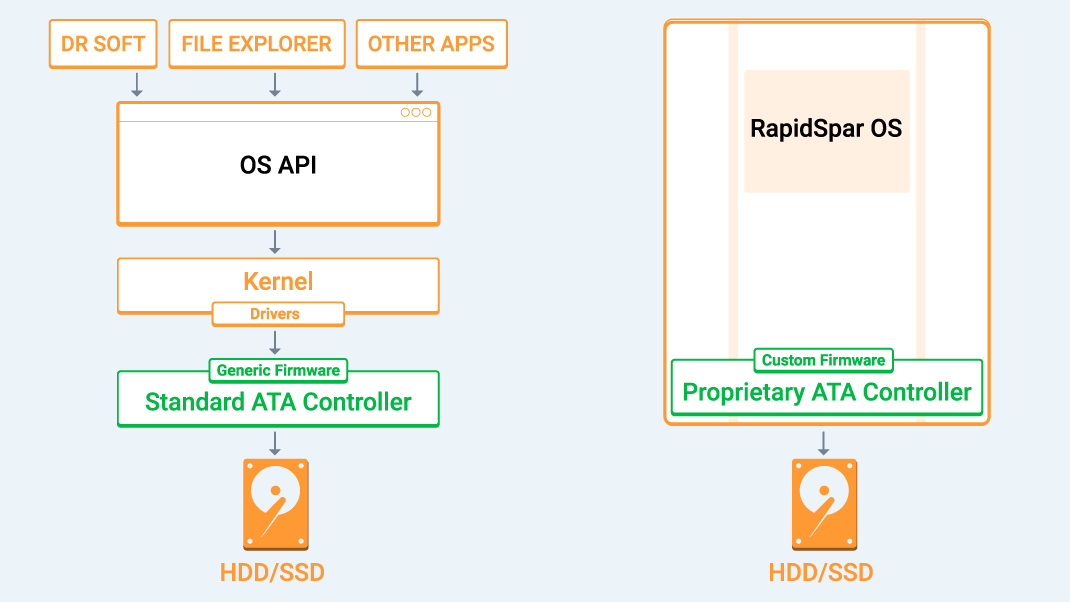 DR SOFT
FILE EXPLORER
OTHER APPS
OS API
Kernel
Drivers
Generic Firmware
Standard ATA Controller
HDD/SSD
RapidSpar OS
Custom Firmware
Proprietary ATA Controller
HDD/SSD